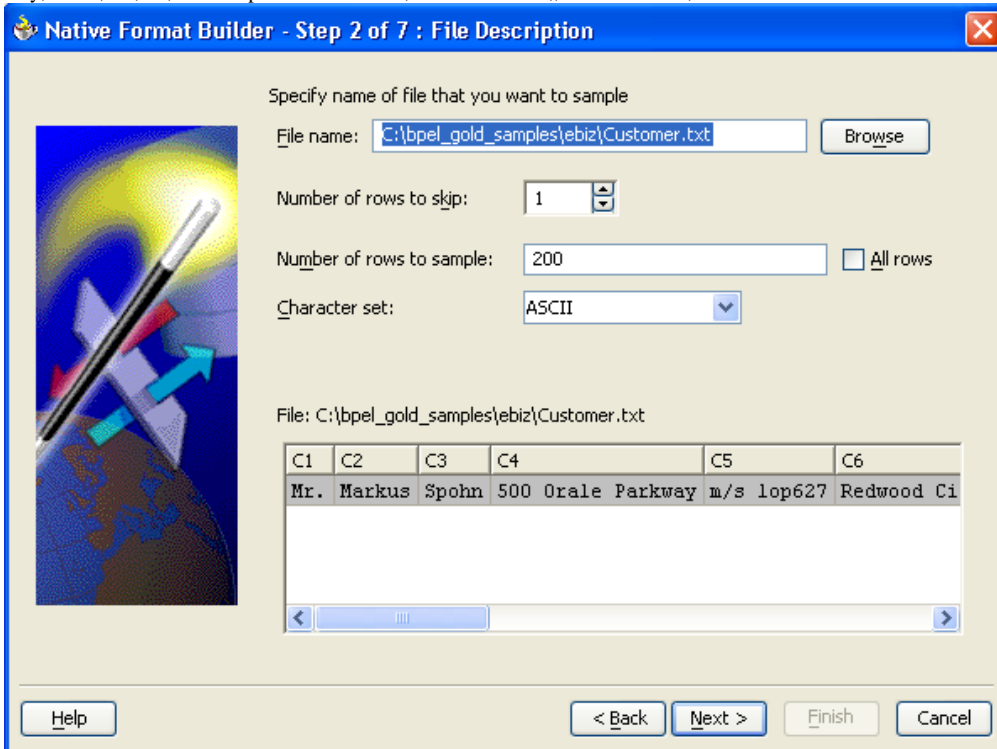 Native Format Builder - Step 2 of 7 : File Description
Specify name of file that you want to sample
File name: C:\bpel_gold_samples\ebiz\Customer.txt Browse
Number of rows to skip: 1
Number of rows to sample: 200 All rows
Character set: ASCII
File: C:\bpel_gold_samples\ebiz\Customer.txt
C1 C2 C3 C4 C5 C6
Mr. Markus Spohn 500 Orale Parkway m/s lop627 Redwood Ci
Help < Back Next > Finish Cancel